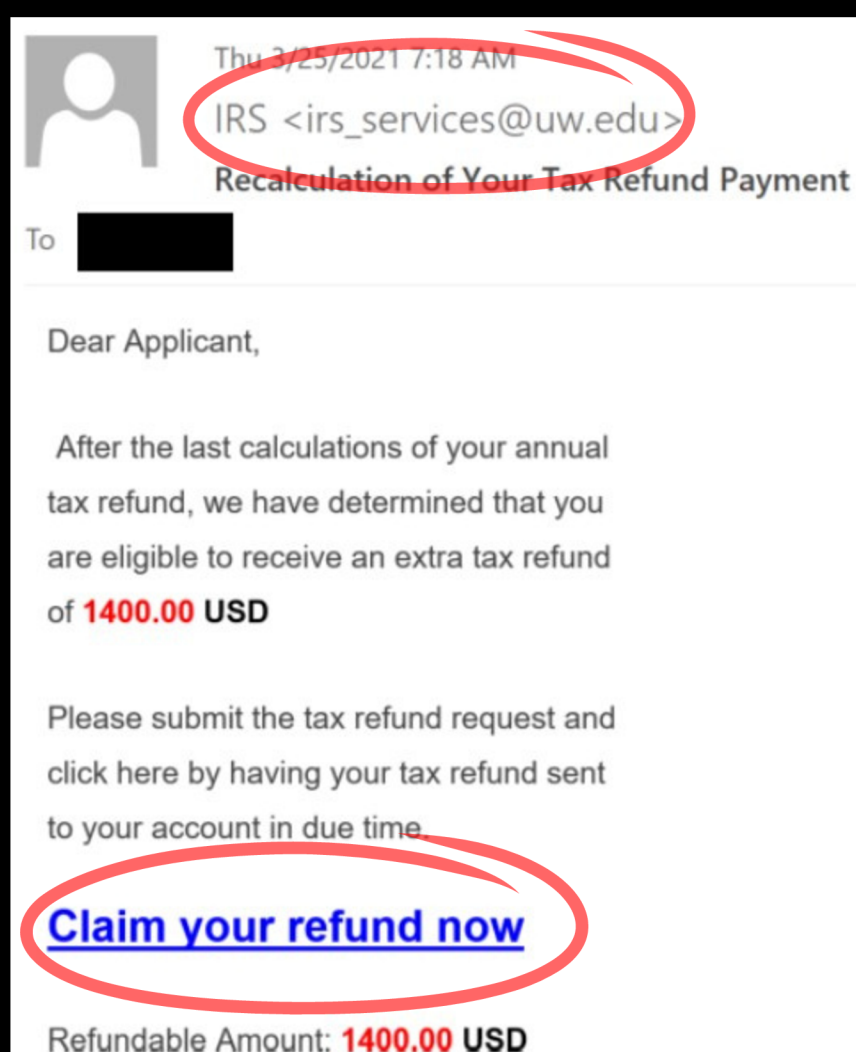 Thu 3/25/2021 7:18 AM
IRS <irs_services@uw.edu>
Recalculation of Your Tax Refund Payment
To
Dear Applicant,
After the last calculations of your annual
tax refund, we have determined that you
are eligible to receive an extra tax refund
of 1400.00 USD
Please submit the tax refund request and
click here by having your tax refund sent
to your account in due time.
Claim your refund now
Refundable Amount: 1400.00 USD